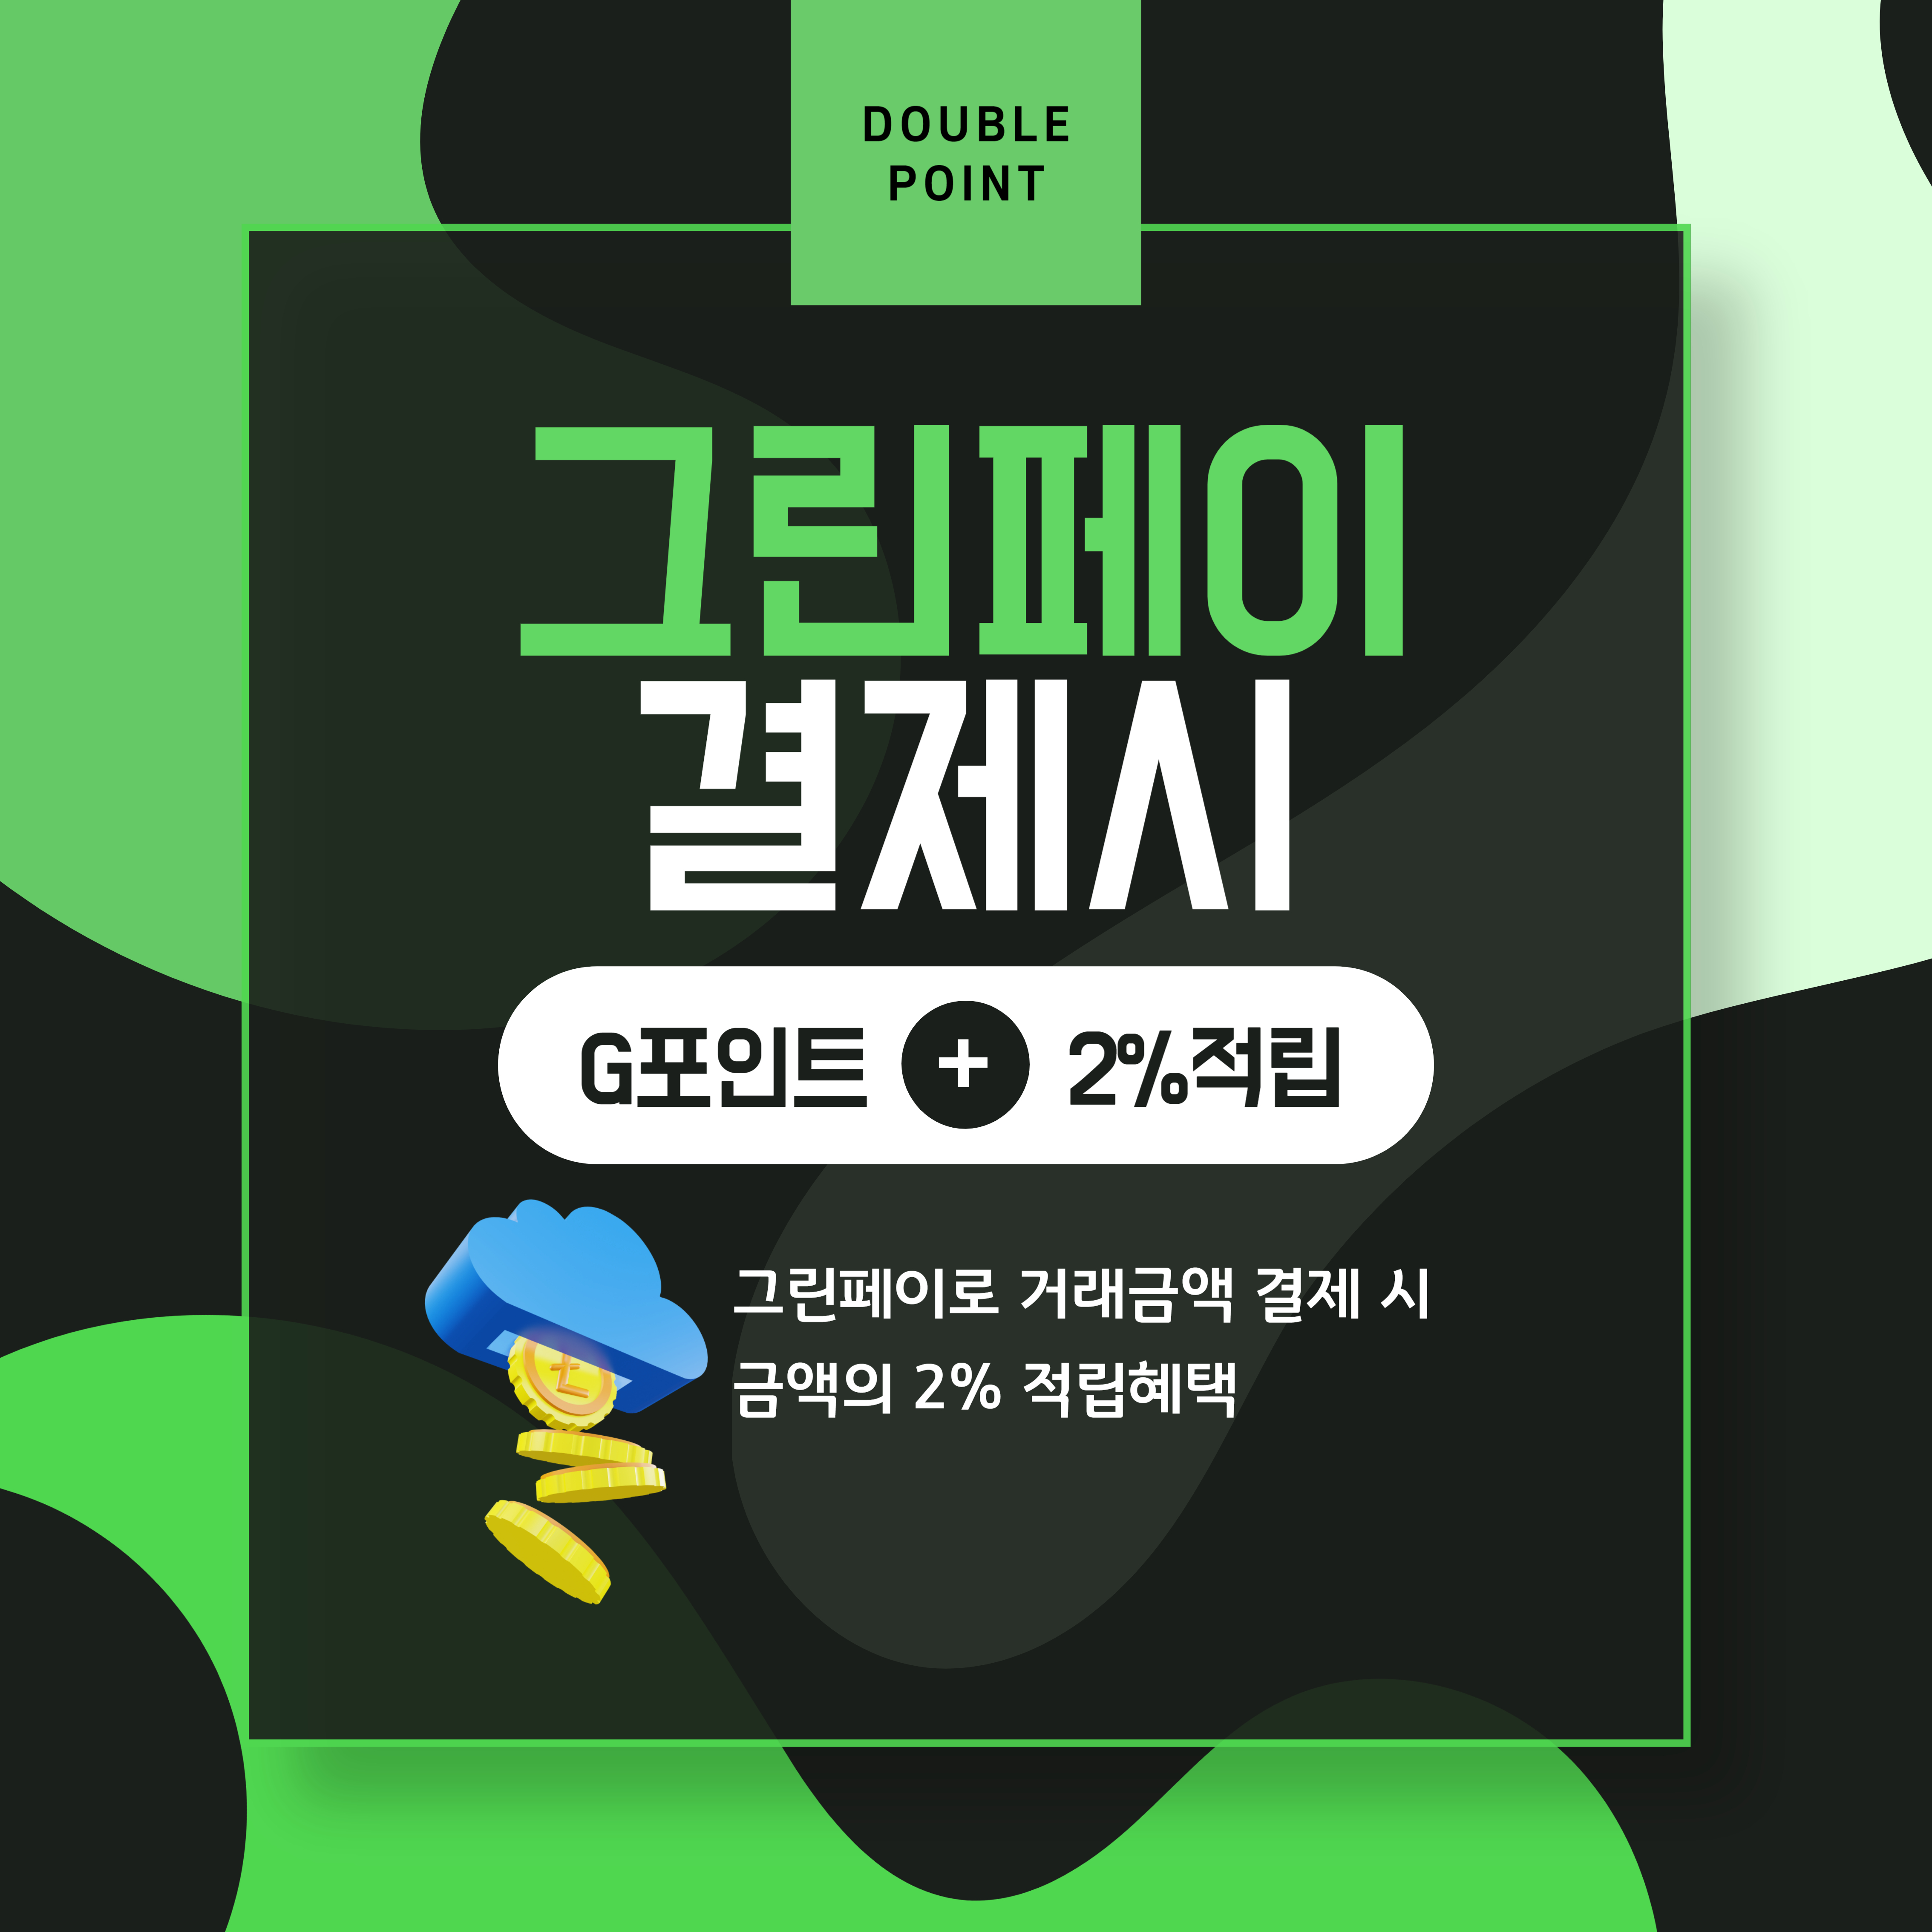 DOUBLE
POINT
그린페이
결제시
G포인트 + 2%적립
그린페이로 거래금액 결제 시
금액의 2% 적립혜택